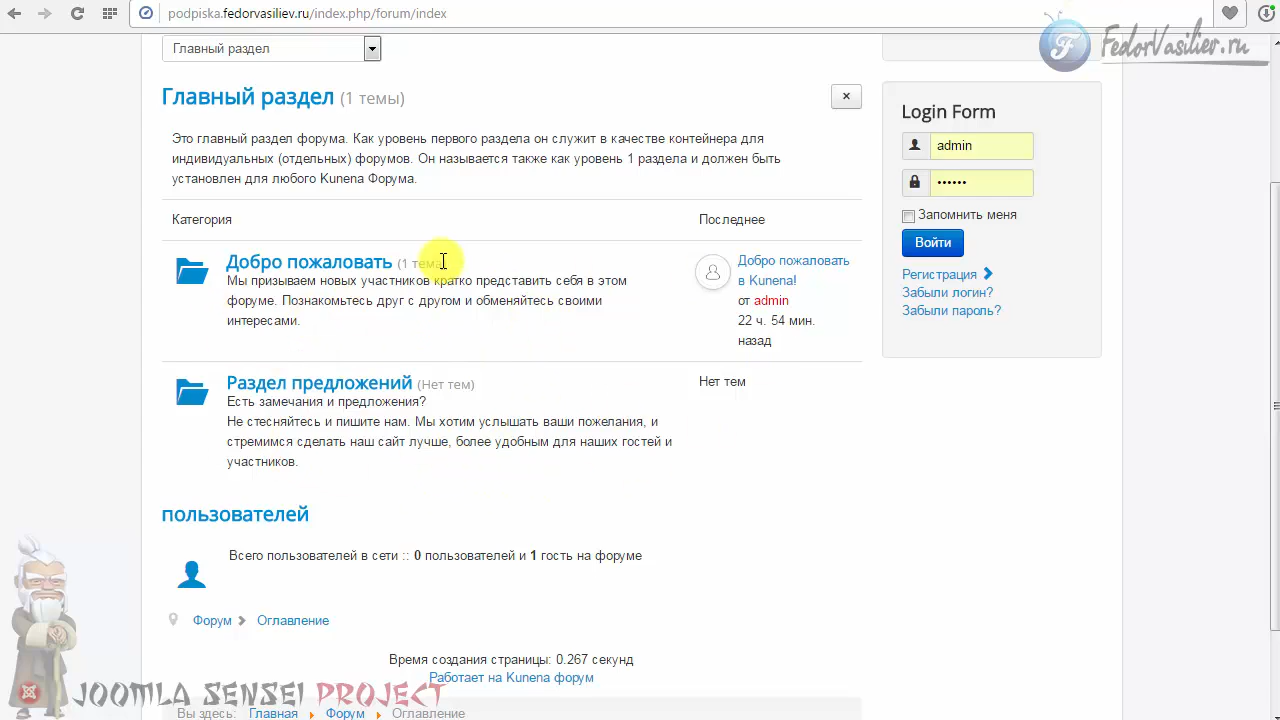 podpiska.fedorvasiliev.ru/index.php/forum/index
FedorVasiliev.ru
Главный раздел
Главный раздел (1 темы)
×
Это главный раздел форума. Как уровень первого раздела он служит в качестве контейнера для
индивидуальных (отдельных) форумов. Он называется также как уровень 1 раздела и должен быть
установлен для любого Kunena Форума.
Категория
Последнее
Добро пожаловать (1 тема)
Мы призываем новых участников кратко представить себя в этом
форуме. Познакомьтесь друг с другом и обменяйтесь своими
интересами.
Добро пожаловать
в Kunena!
от admin
22 ч. 54 мин.
назад
Раздел предложений (Нет тем)
Есть замечания и предложения?
Не стесняйтесь и пишите нам. Мы хотим услышать ваши пожелания, и
стремимся сделать наш сайт лучше, более удобным для наших гостей и
участников.
Нет тем
пользователей
Всего пользователей в сети :: 0 пользователей и 1 гость на форуме
Форум
Оглавление
Время создания страницы: 0.267 секунд
Работает на Kunena форум
Вы здесь: Главная Форум Оглавление
Login Form
admin
••••••
Запомнить меня
Войти
Регистрация
Забыли логин?
Забыли пароль?
JOOMLA SENSEI PROJECT